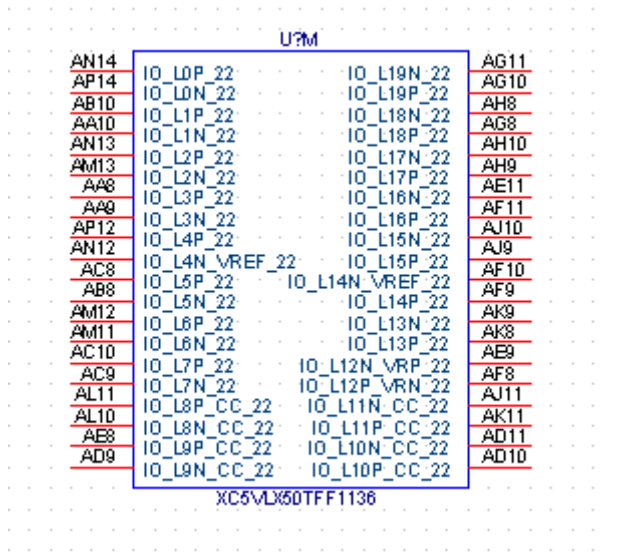 U?M
AN14 IO_L0P_22 IO_L19N_22 AG11
AP14 IO_L0N_22 IO_L19P_22 AG10
AB10 IO_L1P_22 IO_L18N_22 AH8
AA10 IO_L1N_22 IO_L18P_22 AG8
AN13 IO_L2P_22 IO_L17N_22 AH10
AM13 IO_L2N_22 IO_L17P_22 AH9
AA8 IO_L3P_22 IO_L16N_22 AE11
AA9 IO_L3N_22 IO_L16P_22 AF11
AP12 IO_L4P_22 IO_L15N_22 AJ10
AN12 IO_L4N_VREF_22 IO_L15P_22 AJ9
AC8 IO_L5P_22 IO_L14N_VREF_22 AF10
AB8 IO_L5N_22 IO_L14P_22 AF9
AM12 IO_L6P_22 IO_L13N_22 AK9
AM11 IO_L6N_22 IO_L13P_22 AK8
AC10 IO_L7P_22 IO_L12N_VRP_22 AE9
AC9 IO_L7N_22 IO_L12P_VRN_22 AF8
AL11 IO_L8P_CC_22 IO_L11N_CC_22 AJ11
AL10 IO_L8N_CC_22 IO_L11P_CC_22 AK11
AE8 IO_L9P_CC_22 IO_L10N_CC_22 AD11
AD9 IO_L9N_CC_22 IO_L10P_CC_22 AD10
XC5VLX50TFF1136